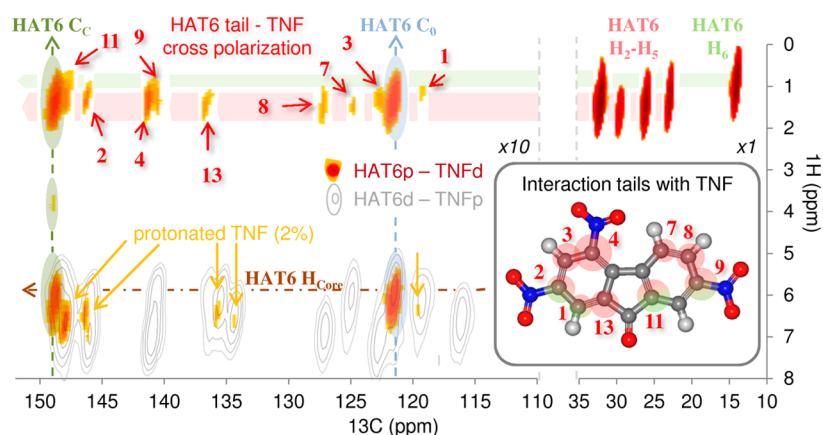 HAT6 C_C
11
9
HAT6 tail - TNF
cross polarization
HAT6 C_0
3
7
1
8
2
4
13
HAT6
H_2-H_5
HAT6
H_6
x10
x1
HAT6p – TNFd
HAT6d – TNFp
protonated TNF (2%)
HAT6 H_Core
Interaction tails with TNF
3
4
7
8
2
9
1
13
11
0
1
2
3
4
5
6
7
8
1H (ppm)
150
145
140
135
130
125
120
115
110
35
30
25
20
15
10
13C (ppm)